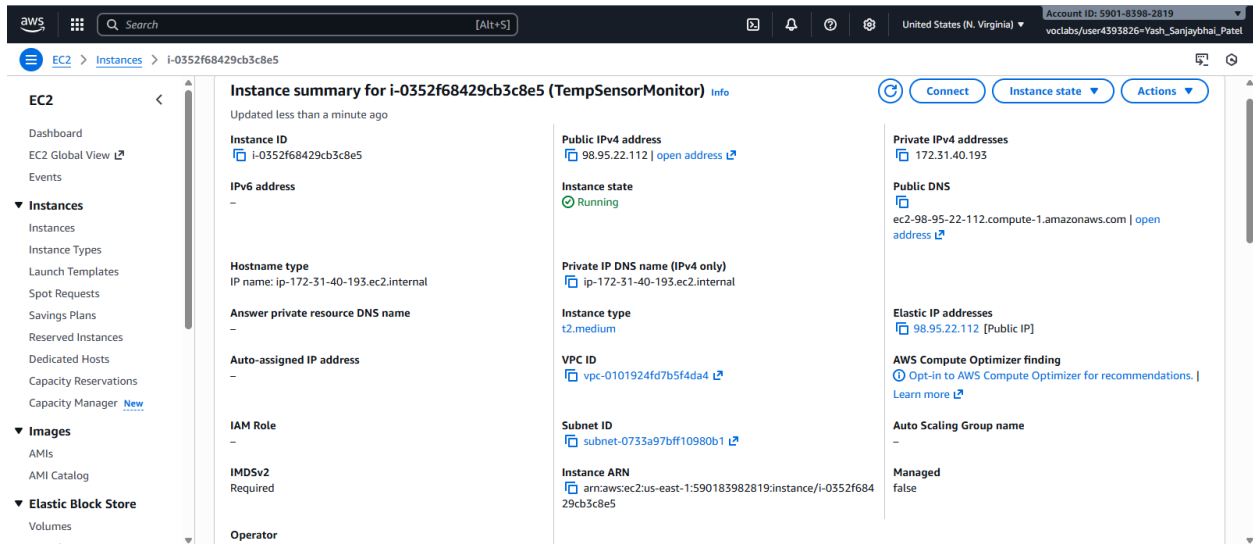 aws
Search
[Alt+S]
United States (N. Virginia)
Account ID: 5901-8398-2819
voclabs/user4393826=Yash_Sanjaybhai_Patel
EC2 > Instances > i-0352f68429cb3c8e5
EC2
Dashboard
EC2 Global View
Events
Instances
Instances
Instance Types
Launch Templates
Spot Requests
Savings Plans
Reserved Instances
Dedicated Hosts
Capacity Reservations
Capacity Manager New
Images
AMIs
AMI Catalog
Elastic Block Store
Volumes
Instance summary for i-0352f68429cb3c8e5 (TempSensorMonitor) Info
Connect
Instance state
Actions
Updated less than a minute ago
Instance ID
i-0352f68429cb3c8e5
Public IPv4 address
98.95.22.112 | open address
Private IPv4 addresses
172.31.40.193
IPv6 address
–
Instance state
Running
Public DNS
ec2-98-95-22-112.compute-1.amazonaws.com | open
address
Hostname type
IP name: ip-172-31-40-193.ec2.internal
Private IP DNS name (IPv4 only)
ip-172-31-40-193.ec2.internal
Answer private resource DNS name
–
Instance type
t2.medium
Elastic IP addresses
98.95.22.112 [Public IP]
Auto-assigned IP address
–
VPC ID
vpc-0101924fd7b5f4da4
AWS Compute Optimizer finding
Opt-in to AWS Compute Optimizer for recommendations. |
Learn more
IAM Role
–
Subnet ID
subnet-0733a97bff10980b1
Auto Scaling Group name
–
IMDSv2
Required
Instance ARN
arn:aws:ec2:us-east-1:590183982819:instance/i-0352f684
29cb3c8e5
Managed
false
Operator